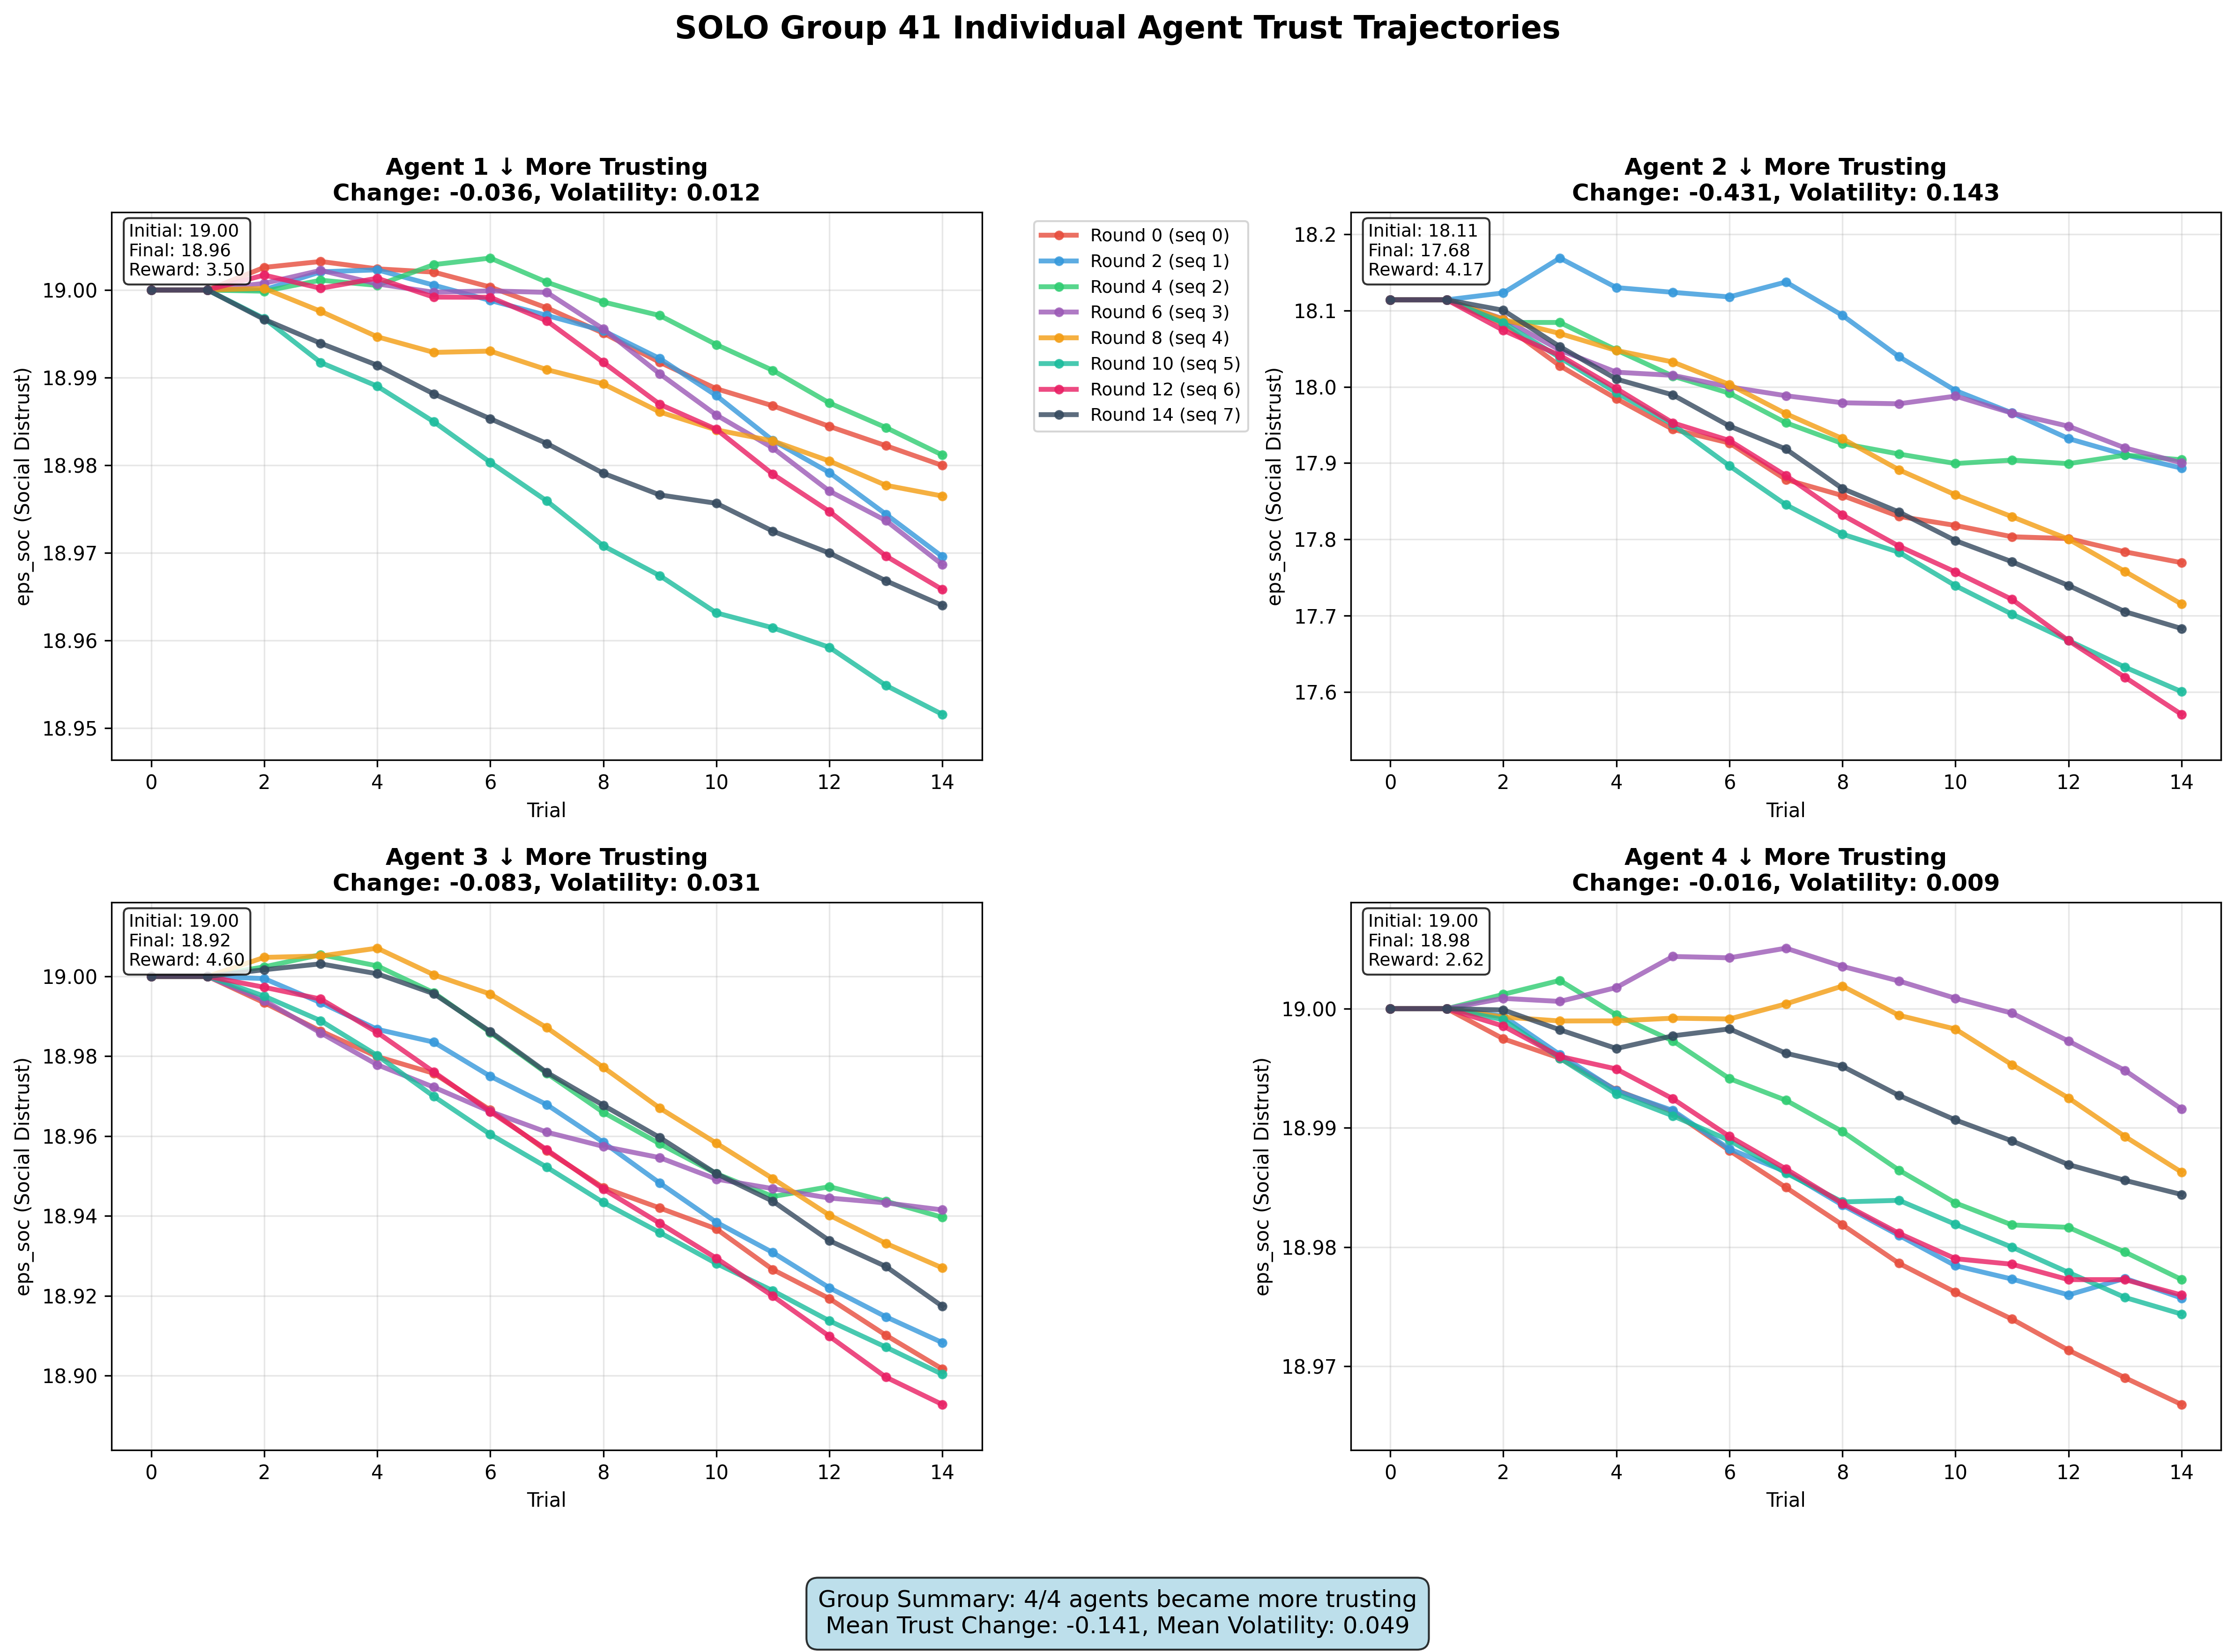 SOLO Group 41 Individual Agent Trust Trajectories
Agent 1 ↓ More Trusting
Change: -0.036, Volatility: 0.012
Initial: 19.00
Final: 18.96
Reward: 3.50
19.00
18.99
18.98
18.97
18.96
18.95
eps_soc (Social Distrust)
0 2 4 6 8 10 12 14
Trial
Round 0 (seq 0)
Round 2 (seq 1)
Round 4 (seq 2)
Round 6 (seq 3)
Round 8 (seq 4)
Round 10 (seq 5)
Round 12 (seq 6)
Round 14 (seq 7)
Agent 2 ↓ More Trusting
Change: -0.431, Volatility: 0.143
Initial: 18.11
Final: 17.68
Reward: 4.17
18.2
18.1
18.0
17.9
17.8
17.7
17.6
eps_soc (Social Distrust)
0 2 4 6 8 10 12 14
Trial
Agent 3 ↓ More Trusting
Change: -0.083, Volatility: 0.031
Initial: 19.00
Final: 18.92
Reward: 4.60
19.00
18.98
18.96
18.94
18.92
18.90
eps_soc (Social Distrust)
0 2 4 6 8 10 12 14
Trial
Agent 4 ↓ More Trusting
Change: -0.016, Volatility: 0.009
Initial: 19.00
Final: 18.98
Reward: 2.62
19.00
18.99
18.98
18.97
eps_soc (Social Distrust)
0 2 4 6 8 10 12 14
Trial
Group Summary: 4/4 agents became more trusting
Mean Trust Change: -0.141, Mean Volatility: 0.049